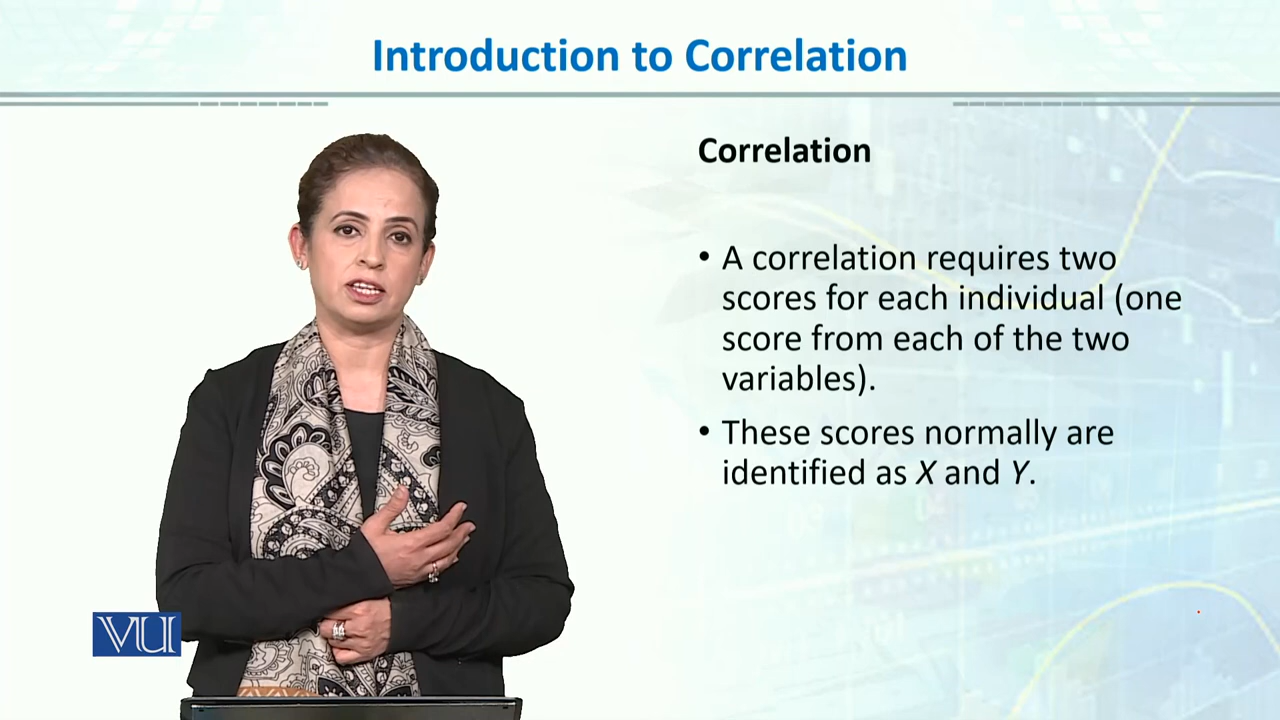 Introduction to Correlation
Correlation
• A correlation requires two
scores for each individual (one
score from each of the two
variables).
• These scores normally are
identified as X and Y.
VU